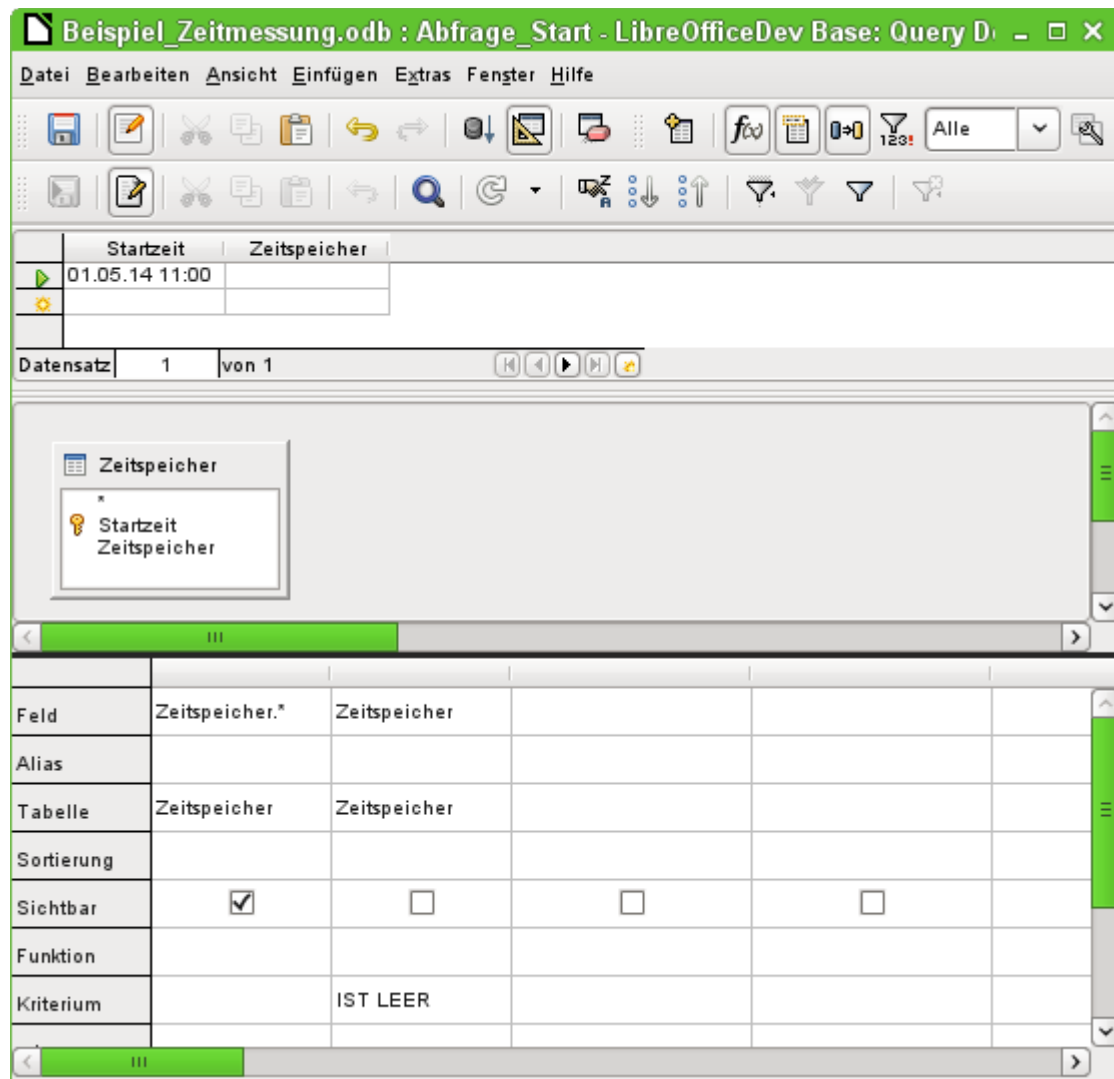 Beispiel_Zeitmessung.odb : Abfrage_Start - LibreOfficeDev Base: Query D
Datei Bearbeiten Ansicht Einfügen Extras Fenster Hilfe
f(x) 123! Alle
Z A
Startzeit Zeitspeicher
01.05.14 11:00
Datensatz 1 von 1
Zeitspeicher
*
Startzeit
Zeitspeicher
Feld Zeitspeicher.* Zeitspeicher
Alias
Tabelle Zeitspeicher Zeitspeicher
Sortierung
Sichtbar
Funktion
Kriterium IST LEER